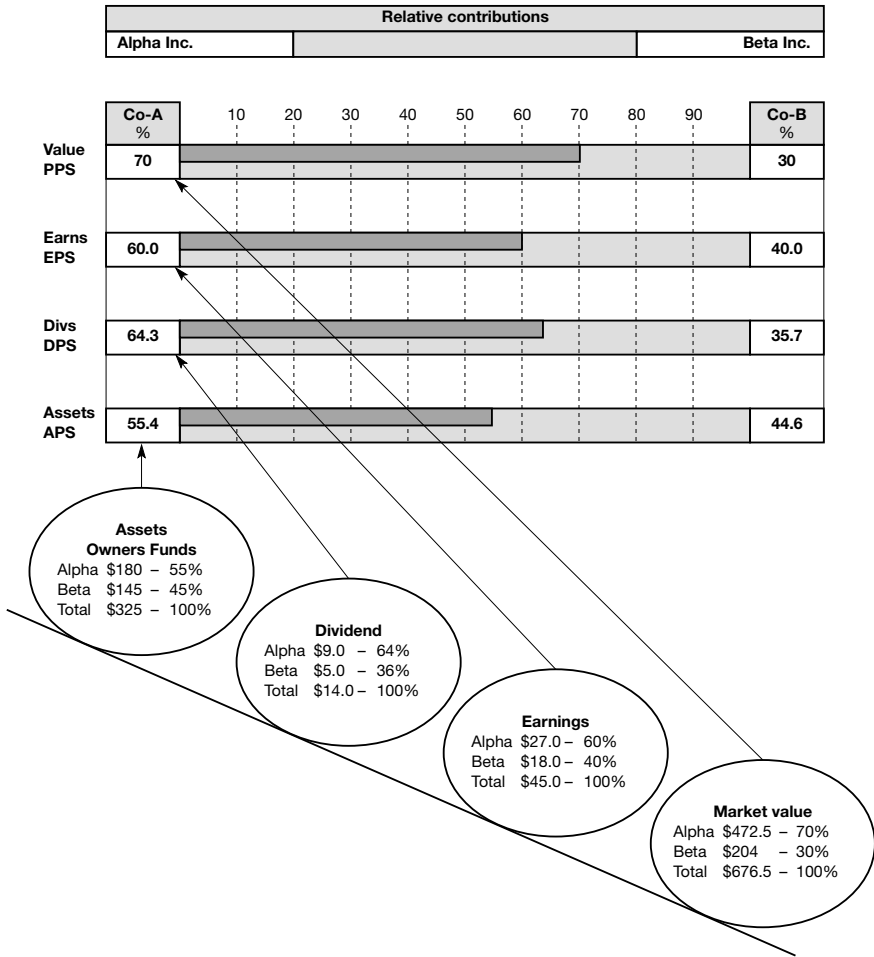 Relative contributions
Alpha Inc. Beta Inc.
Co-A % 10 20 30 40 50 60 70 80 90 Co-B %
Value PPS 70 30
Earns EPS 60.0 40.0
Divs DPS 64.3 35.7
Assets APS 55.4 44.6
Assets
Owners Funds
Alpha $180 – 55%
Beta $145 – 45%
Total $325 – 100%
Dividend
Alpha $9.0 – 64%
Beta $5.0 – 36%
Total $14.0 – 100%
Earnings
Alpha $27.0 – 60%
Beta $18.0 – 40%
Total $45.0 – 100%
Market value
Alpha $472.5 – 70%
Beta $204 – 30%
Total $676.5 – 100%